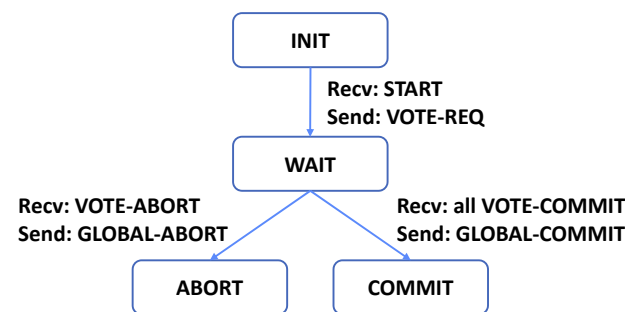 INIT
Recv: START
Send: VOTE-REQ
WAIT
Recv: VOTE-ABORT
Send: GLOBAL-ABORT
Recv: all VOTE-COMMIT
Send: GLOBAL-COMMIT
ABORT
COMMIT